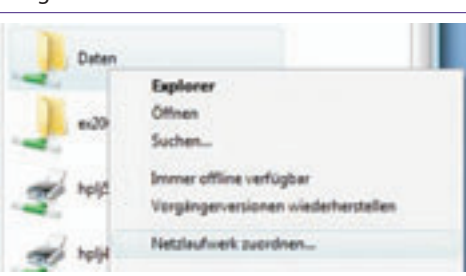 Daten
Explorer
Öffnen
Suchen...
Immer offline verfügbar
Vorgängerversionen wiederherstellen
Netzlaufwerk zuordnen...